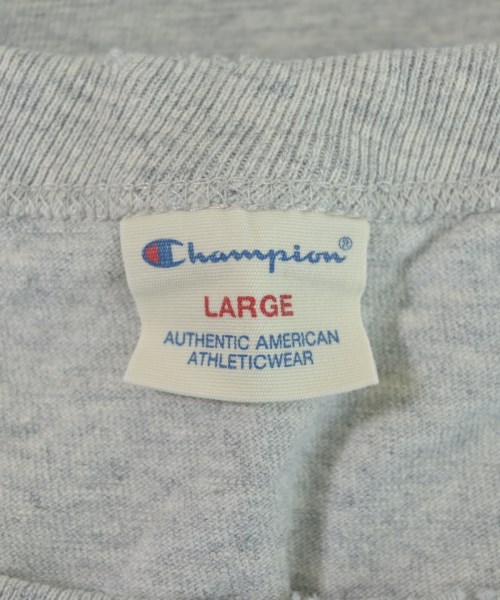 Champion®
LARGE
AUTHENTIC AMERICAN
ATHLETICWEAR